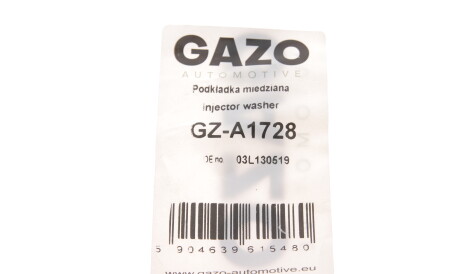 GAZO
AUTOMOTIVE
Podkładka miedziana
injector washer
GZ-A1728
OE no 03L130519
5 904639 615480
www.gazo-automotive.eu